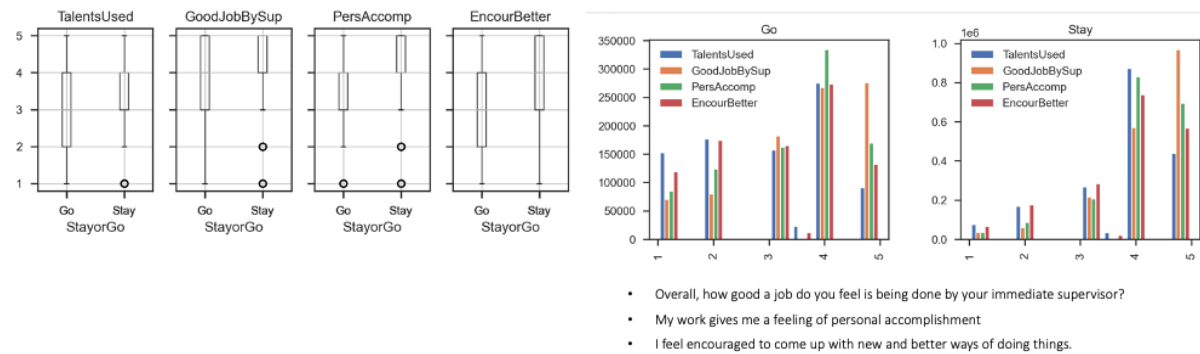 TalentsUsed GoodJobBySup PersAccomp EncourBetter
5
4
3
2
1
Go Stay Go Stay Go Stay Go Stay
StayorGo StayorGo StayorGo StayorGo
Go
350000
300000
250000
200000
150000
100000
50000
0
TalentsUsed
GoodJobBySup
PersAccomp
EncourBetter
1 2 3 4 5
Stay
1e6
1.0
0.8
0.6
0.4
0.2
0.0
TalentsUsed
GoodJobBySup
PersAccomp
EncourBetter
1 2 3 4 5
• Overall, how good a job do you feel is being done by your immediate supervisor?
• My work gives me a feeling of personal accomplishment
• I feel encouraged to come up with new and better ways of doing things.